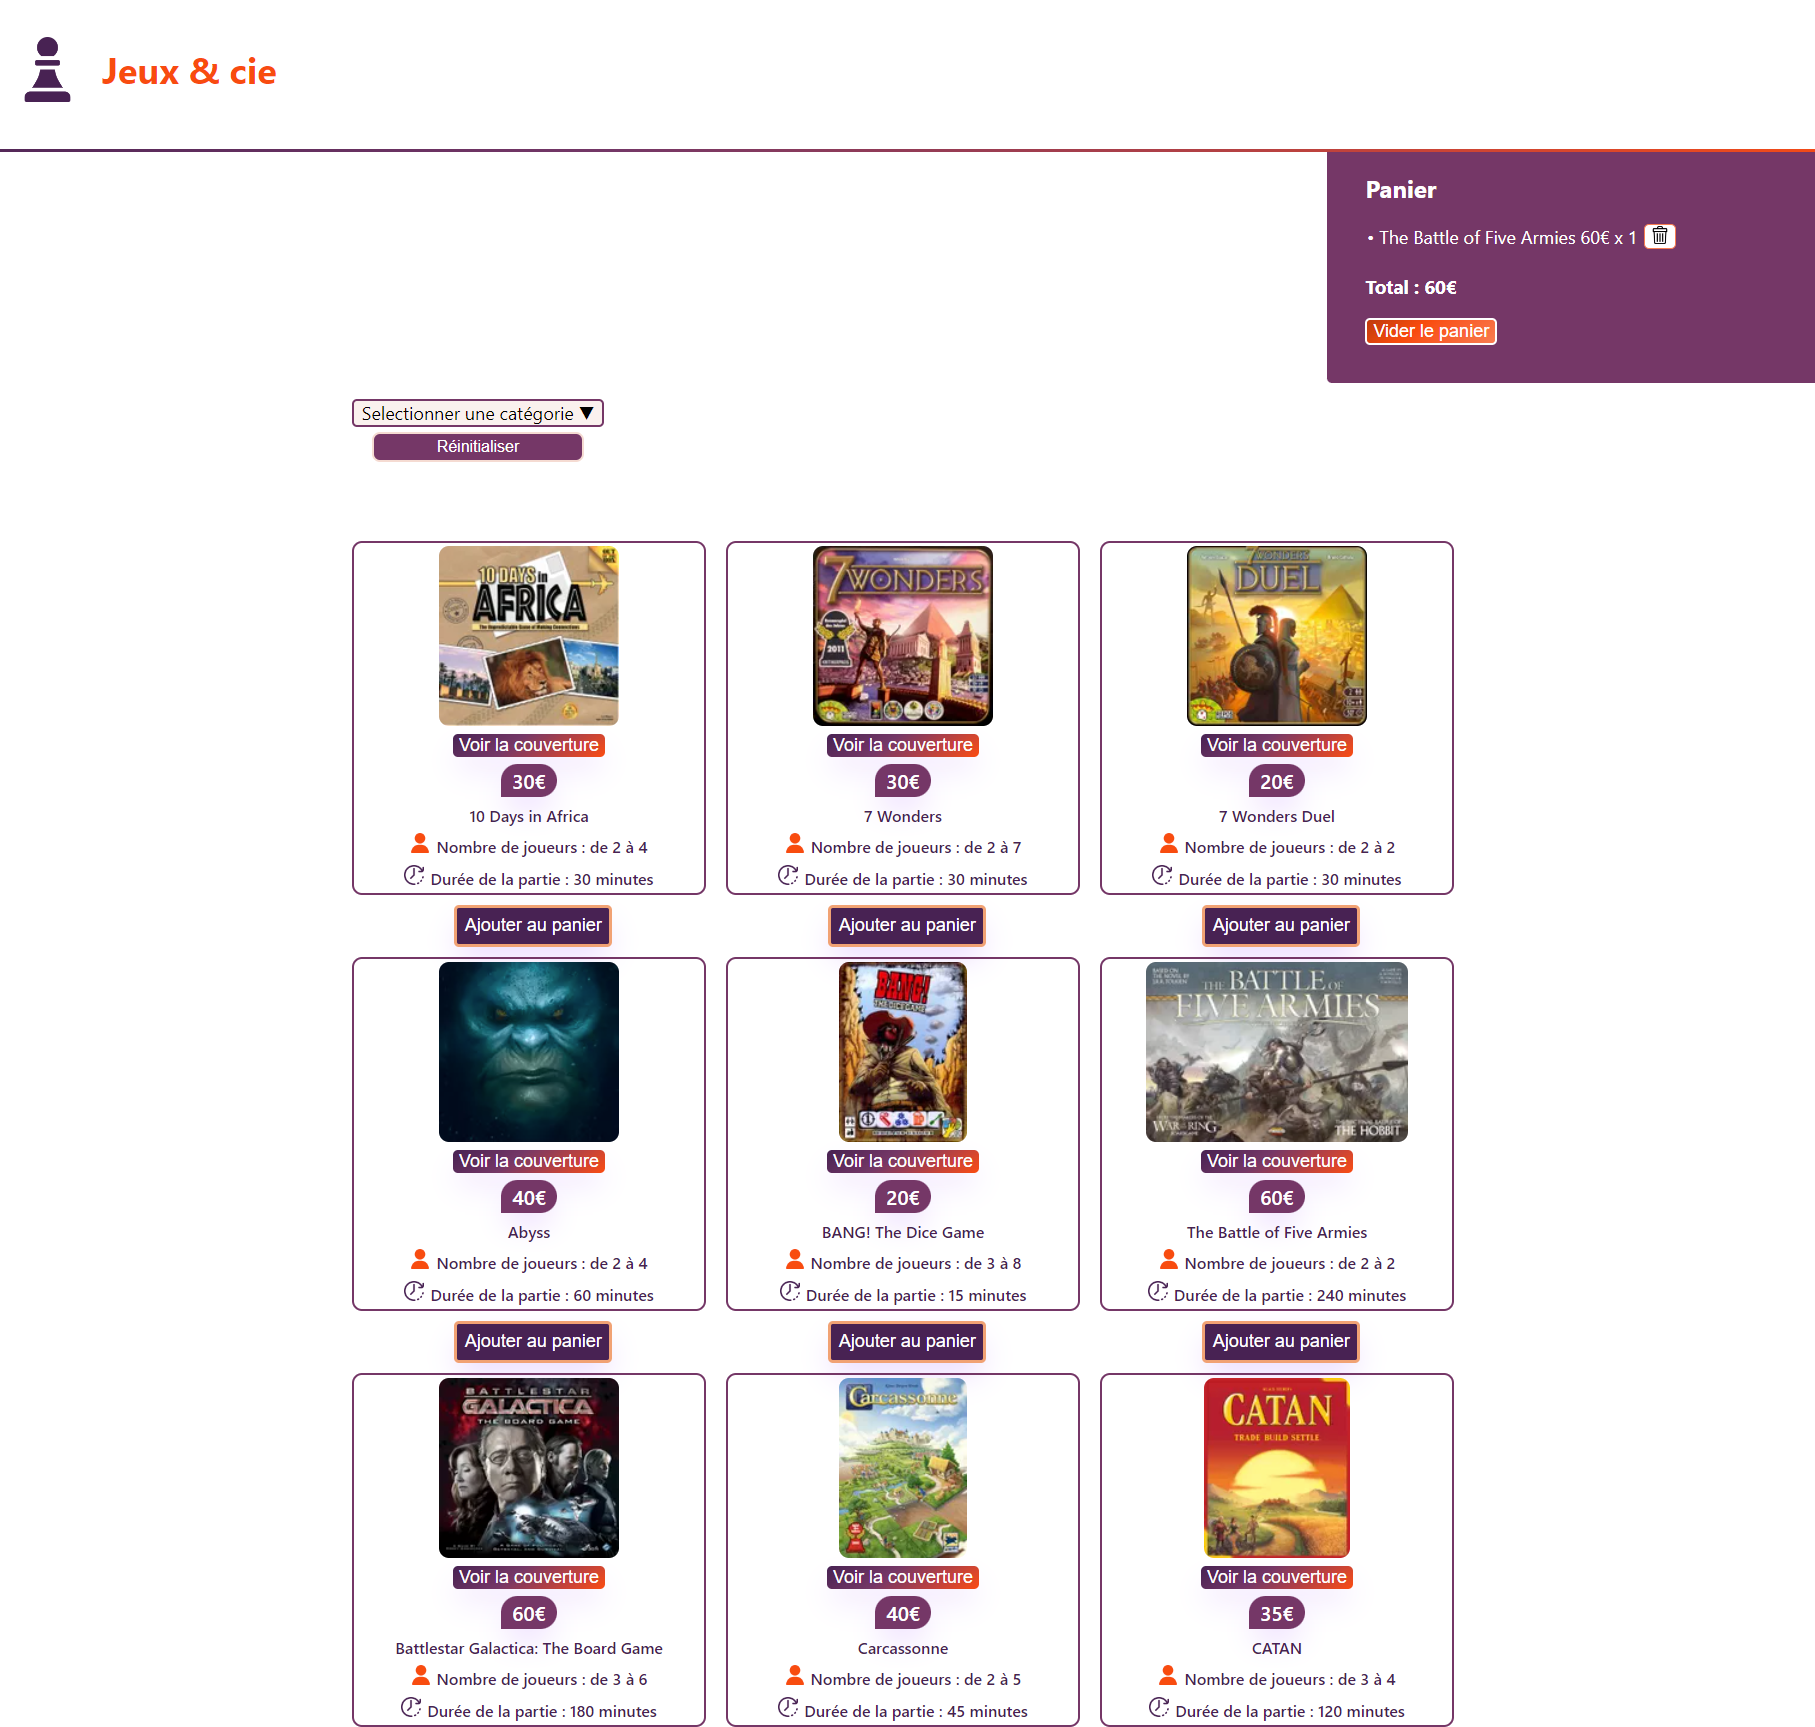 Jeux & cie
Panier
• The Battle of Five Armies 60€ x 1
Total : 60€
Vider le panier
Selectionner une catégorie ▼
Réinitialiser
10 DAYS in
AFRICA
7 WONDERS
2011
7 WONDERS
DUEL
Voir la couverture
Voir la couverture
Voir la couverture
30€
30€
20€
10 Days in Africa
7 Wonders
7 Wonders Duel
Nombre de joueurs : de 2 à 4
Nombre de joueurs : de 2 à 7
Nombre de joueurs : de 2 à 2
Durée de la partie : 30 minutes
Durée de la partie : 30 minutes
Durée de la partie : 30 minutes
Ajouter au panier
Ajouter au panier
Ajouter au panier
BANG!
THE DICE GAME
THE BATTLE OF
FIVE ARMIES
WAR OF THE RING
THE HOBBIT
Voir la couverture
Voir la couverture
Voir la couverture
40€
20€
60€
Abyss
BANG! The Dice Game
The Battle of Five Armies
Nombre de joueurs : de 2 à 4
Nombre de joueurs : de 3 à 8
Nombre de joueurs : de 2 à 2
Durée de la partie : 60 minutes
Durée de la partie : 15 minutes
Durée de la partie : 240 minutes
Ajouter au panier
Ajouter au panier
Ajouter au panier
BATTLESTAR
GALACTICA
THE BOARD GAME
Carcassonne
CATAN
TRADE BUILD SETTLE
Voir la couverture
Voir la couverture
Voir la couverture
60€
40€
35€
Battlestar Galactica: The Board Game
Carcassonne
CATAN
Nombre de joueurs : de 3 à 6
Nombre de joueurs : de 2 à 5
Nombre de joueurs : de 3 à 4
Durée de la partie : 180 minutes
Durée de la partie : 45 minutes
Durée de la partie : 120 minutes